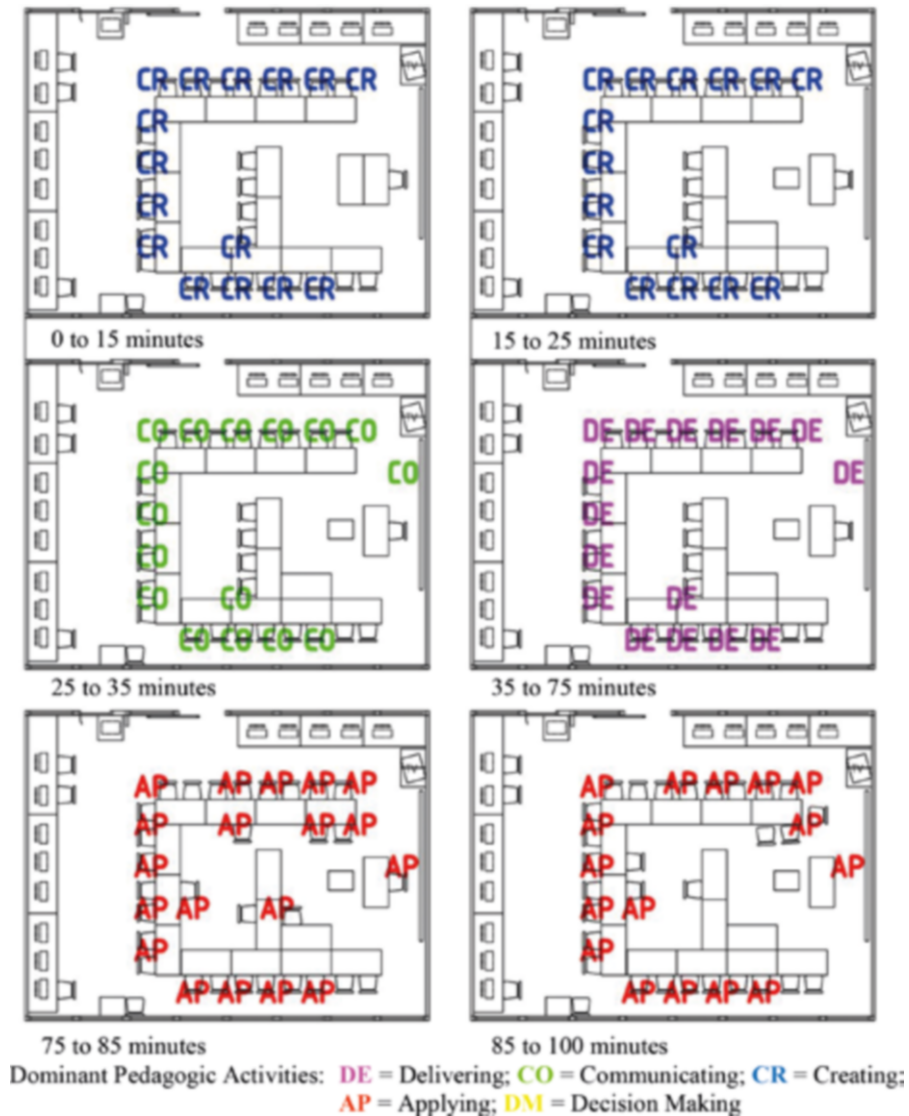 CR CR CR CR CR CR
TV
CR
CR
CR
CR CR
CR CR CR CR
0 to 15 minutes
CR CR CR CR CR CR
TV
CR
CR
CR
CR CR
CR CR CR CR
15 to 25 minutes
CO CO CO CO CO CO
TV
CO CO
CO
CO
CO CO
CO CO CO CO
25 to 35 minutes
DE DE DE DE DE DE
TV
DE DE
DE
DE
DE DE
DE DE DE DE
35 to 75 minutes
TV
AP AP AP AP AP
AP AP AP AP
AP AP
AP AP AP
AP
AP AP AP AP
75 to 85 minutes
TV
AP AP AP AP AP
AP AP
AP AP
AP AP
AP
AP AP AP AP
85 to 100 minutes
Dominant Pedagogic Activities: DE = Delivering; CO = Communicating; CR = Creating;
AP = Applying; DM = Decision Making